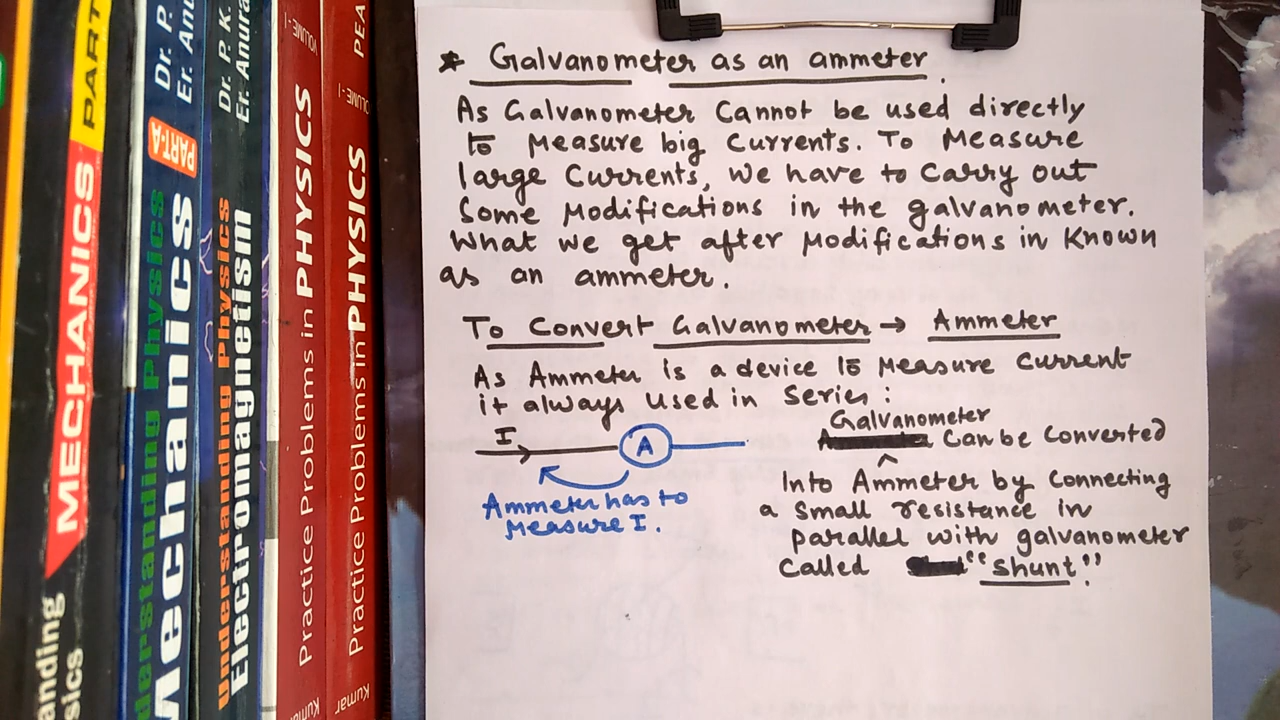 PART
MECHANICS
anding
sics
Dr. P.
Er. Anu
PART-A
derstanding Physics
Mechanics
Dr. P. K.
Er. Anura
Understanding Physics
Electromagnetism
VOLUME - I
Practice Problems in PHYSICS
Kumar
PEA
OLUME - I
Practice Problems in PHYSICS
Kumar
* Galvanometer as an ammeter.
As Galvanometer Cannot be used directly
to Measure big Currents. To Measure
large Currents, we have to Carry out
Some Modifications in the galvanometer.
What we get after Modifications in Known
as an ammeter.
To Convert Galvanometer → Ammeter
As Ammeter is a device to Measure Current
it always used in Series :
I
A
Ammeter has to
Measure I.
Galvanometer
Can be Converted
Into Ammeter by Connecting
a Small resistance in
parallel with galvanometer
Called "Shunt"